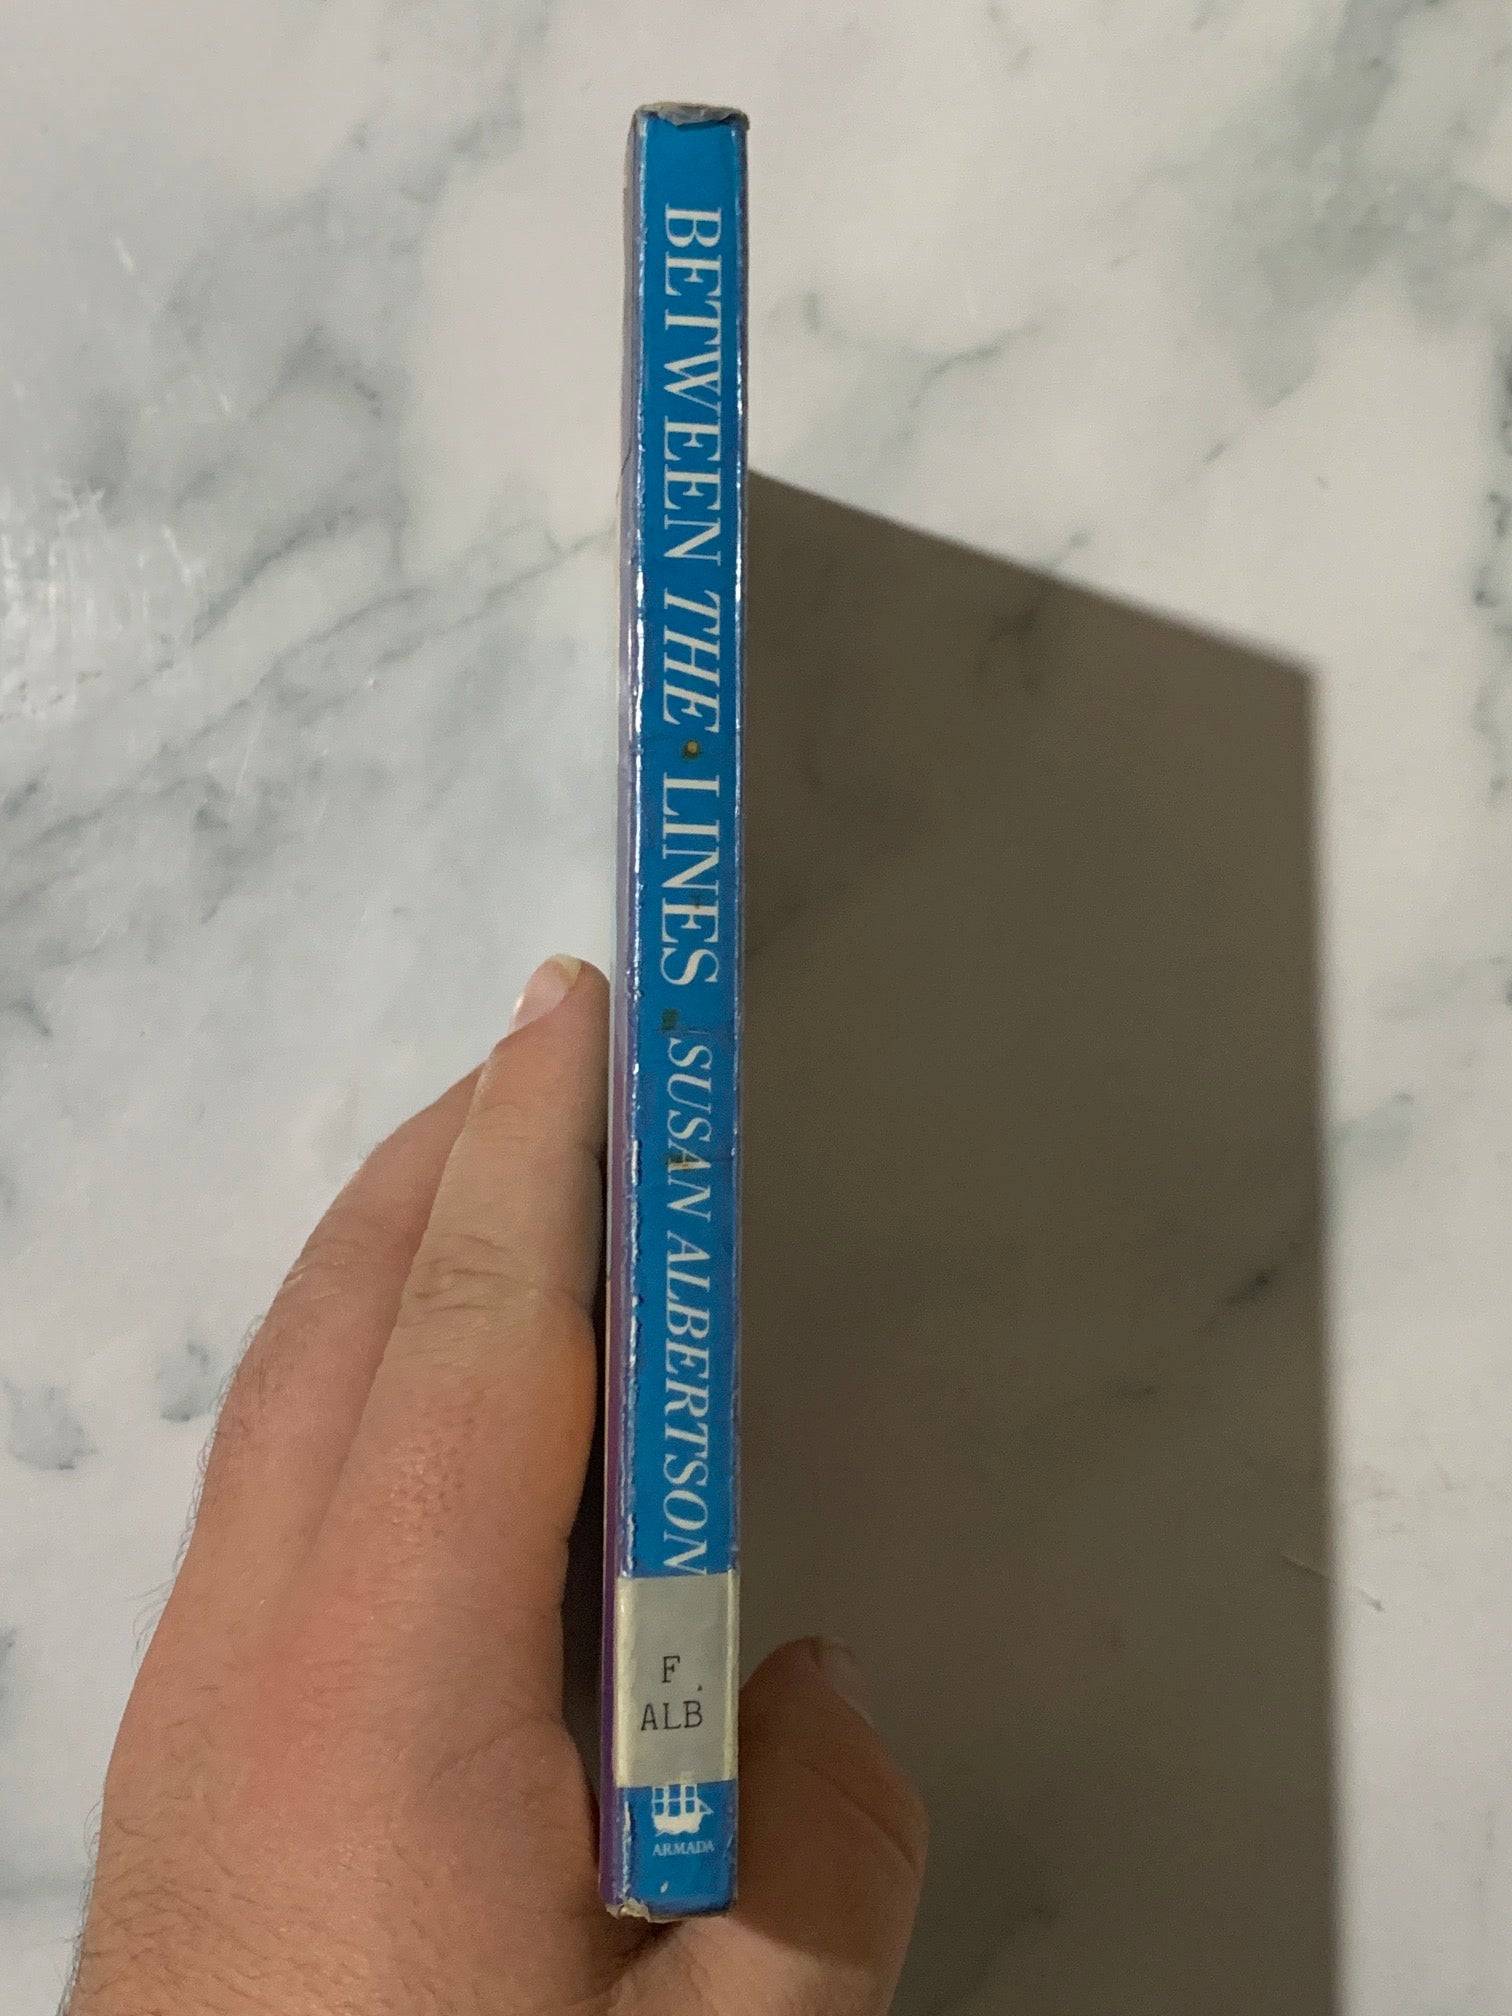 BETWEEN THE LINES SUSAN ALBERTSON
F
ALB
ARMADA